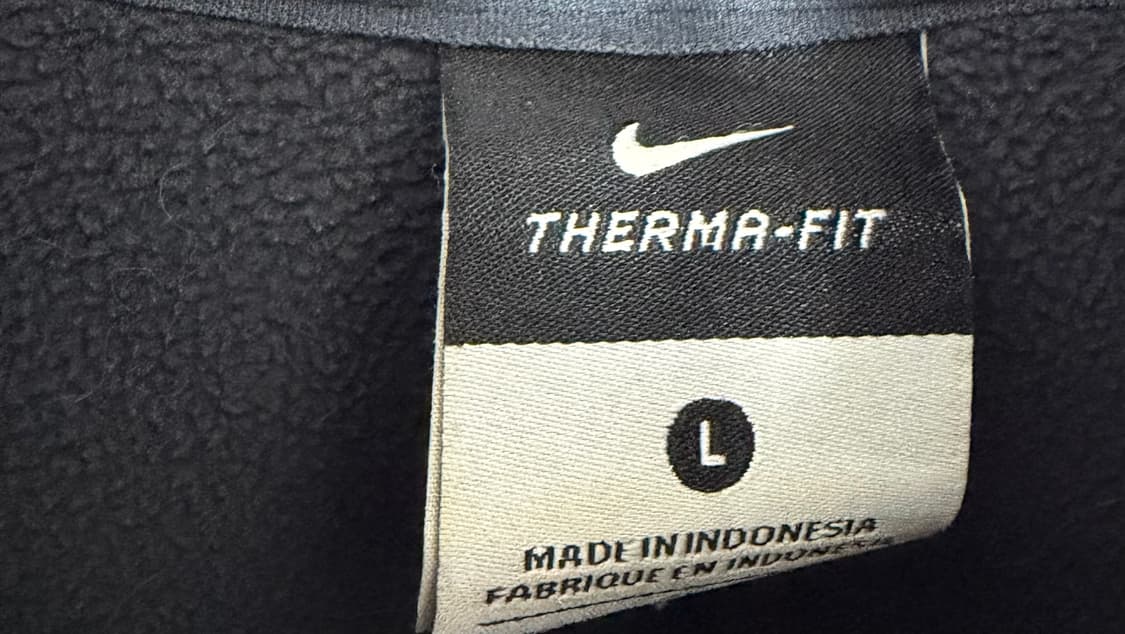 THERMA-FIT
L
MADE IN INDONESIA
FABRIQUE EN INDONESIE